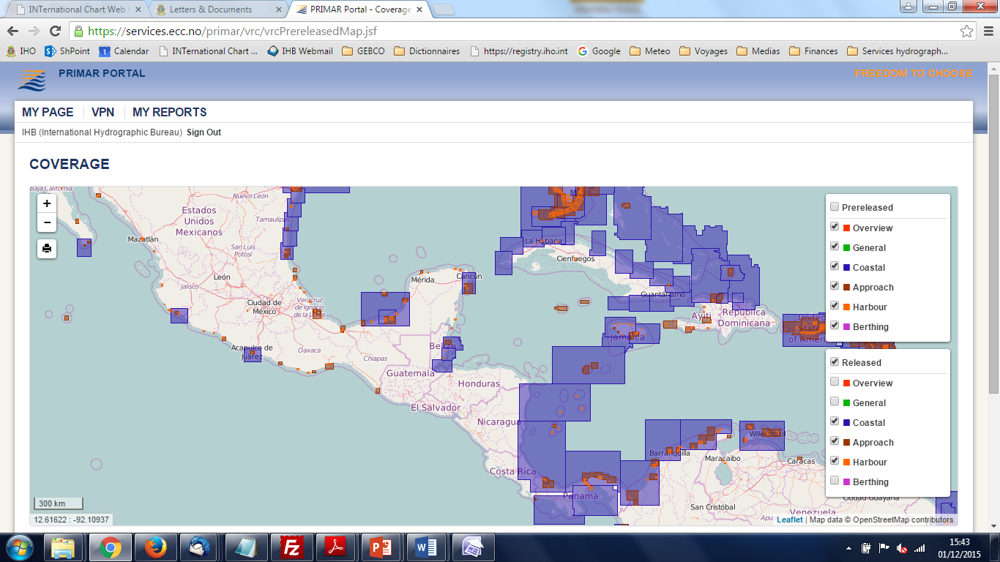 INTernational Chart Web
Letters & Documents
PRIMAR Portal - Coverage
https://services.ecc.no/primar/vrc/vrcPrereleasedMap.jsf
IHO
ShPoint
Calendar
INTernational Chart ...
IHB Webmail
GEBCO
Dictionnaires
https://registry.iho.int
Google
Meteo
Voyages
Medias
Finances
Services hydrograph...
PRIMAR PORTAL
FREEDOM TO CHOOSE
MY PAGE
VPN
MY REPORTS
IHB (International Hydrographic Bureau) Sign Out
COVERAGE
+
−
Baja California
Nuevo León
Estados
Unidos
Mexicanos
Tamaulipas
Mazatlán
San Luis
Potosí
León
Jalisco
Ciudad de
México
Veracruz
de Ignacio
de la Llave
Mérida
Cancún
Acapulco de
Juárez
Oaxaca
Chiapas
Belize
Guatemala
Honduras
El Salvador
Nicaragua
Costa Rica
Panamá
La Habana
Cienfuegos
Guantánamo
Jamaica
Ayiti
República
Dominicana
United
States
of America
Barranquilla
Maracaibo
Willemstad
Caracas
San Cristóbal
Ciudad Guayana
Venezuela
Prereleased
Overview
General
Coastal
Approach
Harbour
Berthing
Released
Overview
General
Coastal
Approach
Harbour
Berthing
300 km
12.61622 : -92.10937
Leaflet | Map data © OpenStreetMap contributors
15:43
01/12/2015